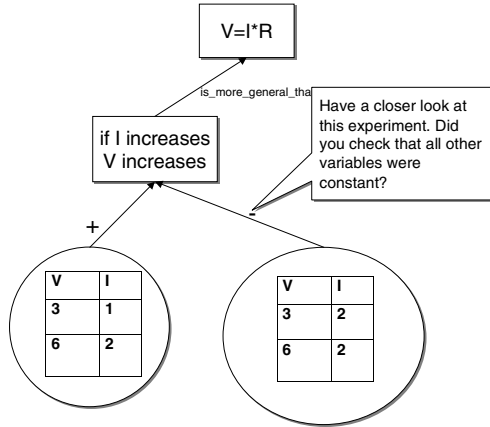 V=I*R
is_more_general_tha
if I increases
V increases
Have a closer look at
this experiment. Did
you check that all other
variables were
constant?
+
-
V I
3 1
6 2
V I
3 2
6 2